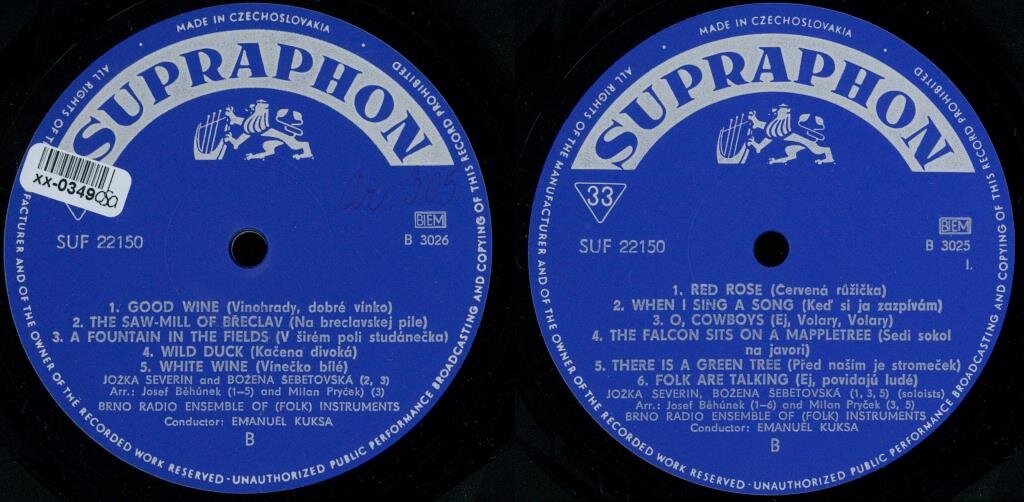 MADE IN CZECHOSLOVAKIA
SUPRAPHON
ALL RIGHTS OF THE MANUFACTURER AND OF THE OWNER OF THE RECORDED WORK RESERVED · UNAUTHORIZED PUBLIC PERFORMANCE BROADCASTING AND COPYING OF THIS RECORD PROHIBITED
xx-0349
BIEM
SUF 22150
B 3026
1. GOOD WINE (Vinohrady, dobré vínko)
2. THE SAW-MILL OF BŘECLAV (Na breclavskej pile)
3. A FOUNTAIN IN THE FIELDS (V širém poli studánečka)
4. WILD DUCK (Kačena divoká)
5. WHITE WINE (Vinečko bílé)
JOŽKA SEVERIN and BOŽENA ŠEBETOVSKÁ (2, 3)
Arr.: Josef Běhúnek (1–5) and Milan Pryček (3)
BRNO RADIO ENSEMBLE OF (FOLK) INSTRUMENTS
Conductor: EMANUEL KUKSA
B
MADE IN CZECHOSLOVAKIA
SUPRAPHON
ALL RIGHTS OF THE MANUFACTURER AND OF THE OWNER OF THE RECORDED WORK RESERVED · UNAUTHORIZED PUBLIC PERFORMANCE BROADCASTING AND COPYING OF THIS RECORD PROHIBITED
33
BIEM
SUF 22150
B 3025
I.
1. RED ROSE (Červená růžička)
2. WHEN I SING A SONG (Keď si ja zazpívám)
3. O, COWBOYS (Ej, Volary, Volary)
4. THE FALCON SITS ON A MAPPLETREE (Sedi sokol
na javori)
5. THERE IS A GREEN TREE (Před naším je stromeček)
6. FOLK ARE TALKING (Ej, povidajú ludé)
JOŽKA SEVERIN, BOŽENA ŠEBETOVSKÁ (1, 3, 5) (soloists)
Arr.: Josef Běhúnek (1–6) and Milan Pryček (3, 5)
BRNO RADIO ENSEMBLE OF (FOLK) INSTRUMENTS
Conductor: EMANUEL KUKSA
B